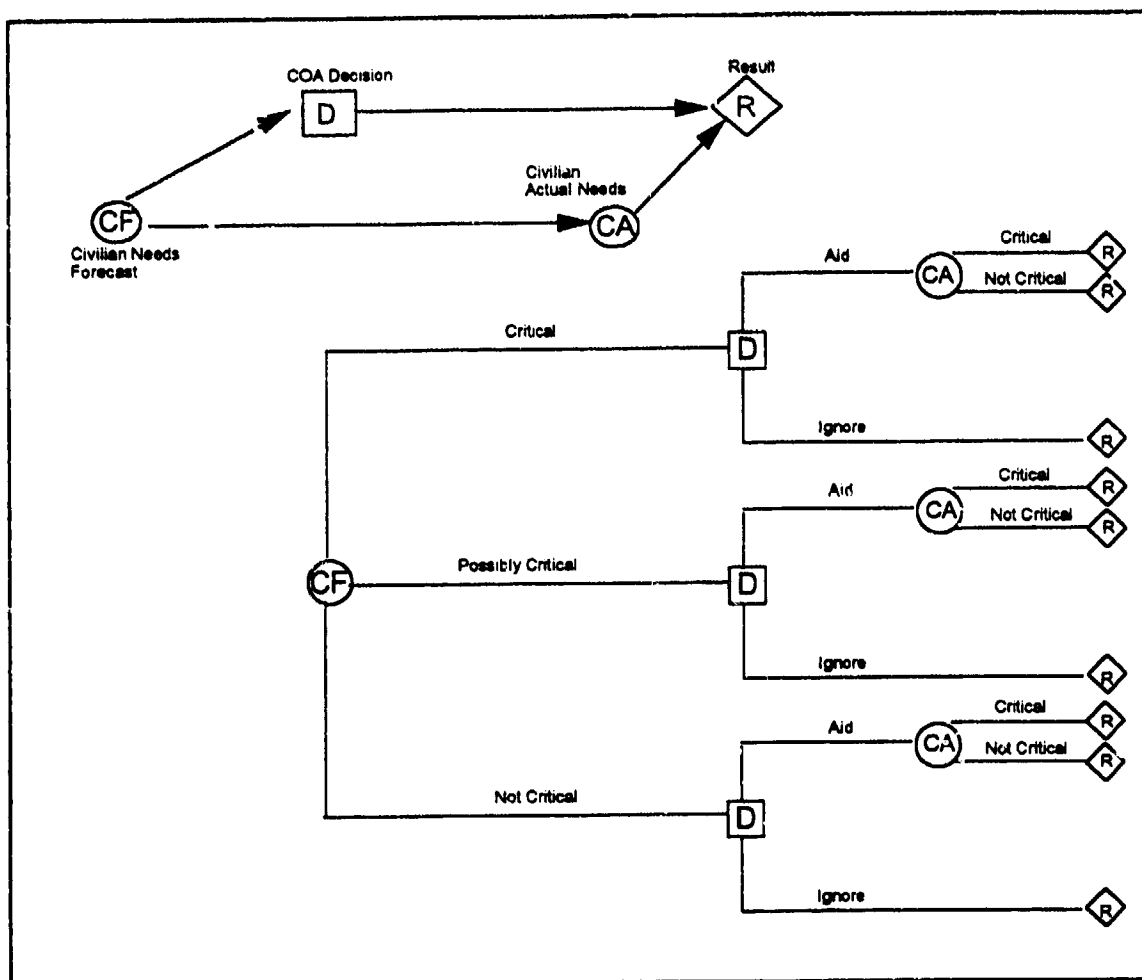 COA Decision
D
Result
R
Civilian
Actual Needs
CA
CF
Civilian Needs
Forecast
Aid
CA
Critical
R
Not Critical
R
Critical
D
Ignore
R
Aid
CA
Critical
R
Not Critical
R
CF
Possibly Critical
D
Ignore
R
Aid
CA
Critical
R
Not Critical
R
Not Critical
D
Ignore
R